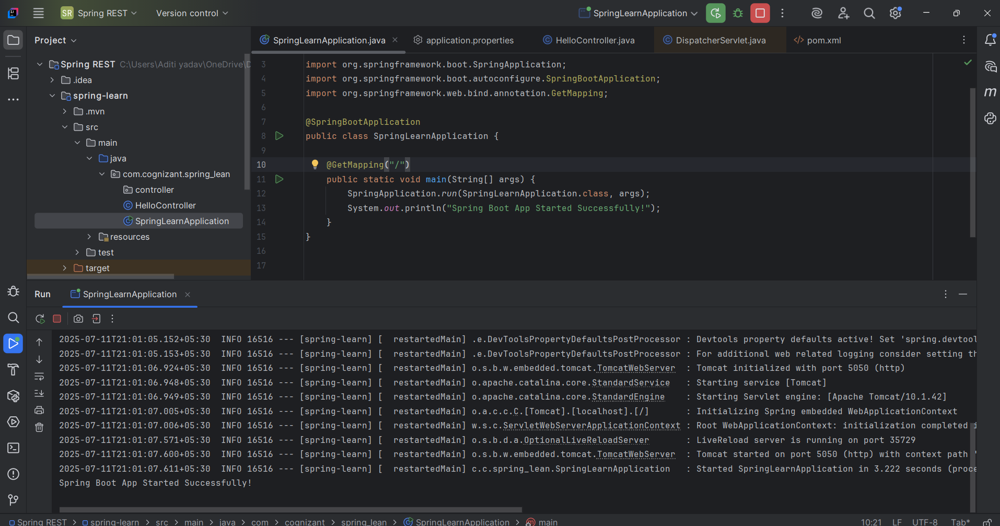 SR Spring REST Version control SpringLearnApplication
Project
SpringLearnApplication.java application.properties HelloController.java DispatcherServlet.java pom.xml
Spring REST C:\Users\Aditi yadav\OneDrive\D
.idea
spring-learn
.mvn
src
main
java
com.cognizant.spring_lean
controller
HelloController
SpringLearnApplication
resources
test
target
3 import org.springframework.boot.SpringApplication;
4 import org.springframework.boot.autoconfigure.SpringBootApplication;
5 import org.springframework.web.bind.annotation.GetMapping;
6
7 @SpringBootApplication
8 public class SpringLearnApplication {
9
10 @GetMapping("/")
11 public static void main(String[] args) {
12 SpringApplication.run(SpringLearnApplication.class, args);
13 System.out.println("Spring Boot App Started Successfully!");
14 }
15 }
16
17
m
Run SpringLearnApplication
2025-07-11T21:01:05.152+05:30  INFO 16516 --- [spring-learn] [  restartedMain] .e.DevToolsPropertyDefaultsPostProcessor : Devtools property defaults active! Set 'spring.devtool
2025-07-11T21:01:05.153+05:30  INFO 16516 --- [spring-learn] [  restartedMain] .e.DevToolsPropertyDefaultsPostProcessor : For additional web related logging consider setting th
2025-07-11T21:01:06.924+05:30  INFO 16516 --- [spring-learn] [  restartedMain] o.s.b.w.embedded.tomcat.TomcatWebServer  : Tomcat initialized with port 5050 (http)
2025-07-11T21:01:06.948+05:30  INFO 16516 --- [spring-learn] [  restartedMain] o.apache.catalina.core.StandardService   : Starting service [Tomcat]
2025-07-11T21:01:06.949+05:30  INFO 16516 --- [spring-learn] [  restartedMain] o.apache.catalina.core.StandardEngine    : Starting Servlet engine: [Apache Tomcat/10.1.42]
2025-07-11T21:01:07.005+05:30  INFO 16516 --- [spring-learn] [  restartedMain] o.a.c.c.C.[Tomcat].[localhost].[/]       : Initializing Spring embedded WebApplicationContext
2025-07-11T21:01:07.006+05:30  INFO 16516 --- [spring-learn] [  restartedMain] w.s.c.ServletWebServerApplicationContext : Root WebApplicationContext: initialization completed i
2025-07-11T21:01:07.571+05:30  INFO 16516 --- [spring-learn] [  restartedMain] o.s.b.d.a.OptionalLiveReloadServer       : LiveReload server is running on port 35729
2025-07-11T21:01:07.600+05:30  INFO 16516 --- [spring-learn] [  restartedMain] o.s.b.w.embedded.tomcat.TomcatWebServer  : Tomcat started on port 5050 (http) with context path '
2025-07-11T21:01:07.611+05:30  INFO 16516 --- [spring-learn] [  restartedMain] c.c.spring_lean.SpringLearnApplication   : Started SpringLearnApplication in 3.222 seconds (proce
Spring Boot App Started Successfully!
Spring REST > spring-learn > src > main > java > com > cognizant > spring_lean > SpringLearnApplication > main 10:21 LF UTF-8 Tab*